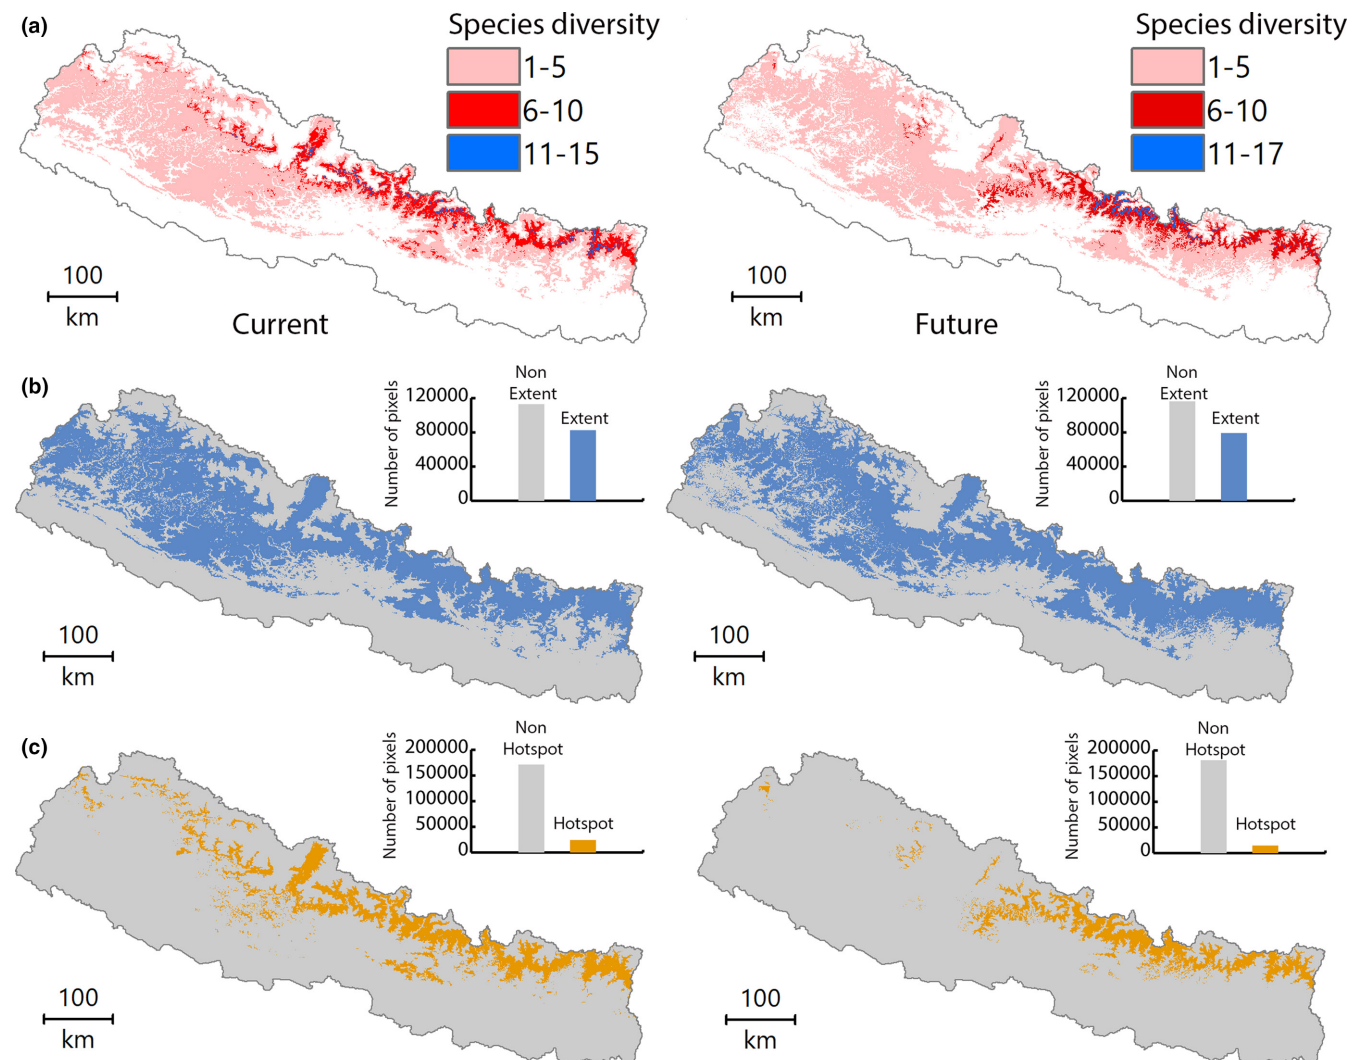 (a)
Species diversity
1-5
6-10
11-15
100
km
Current
Species diversity
1-5
6-10
11-17
100
km
Future
(b)
Number of pixels
120000
80000
40000
0
Non
Extent
Extent
100
km
Number of pixels
120000
80000
40000
0
Non
Extent
Extent
100
km
(c)
Number of pixels
200000
150000
100000
50000
0
Non
Hotspot
Hotspot
100
km
Number of pixels
200000
150000
100000
50000
0
Non
Hotspot
Hotspot
100
km